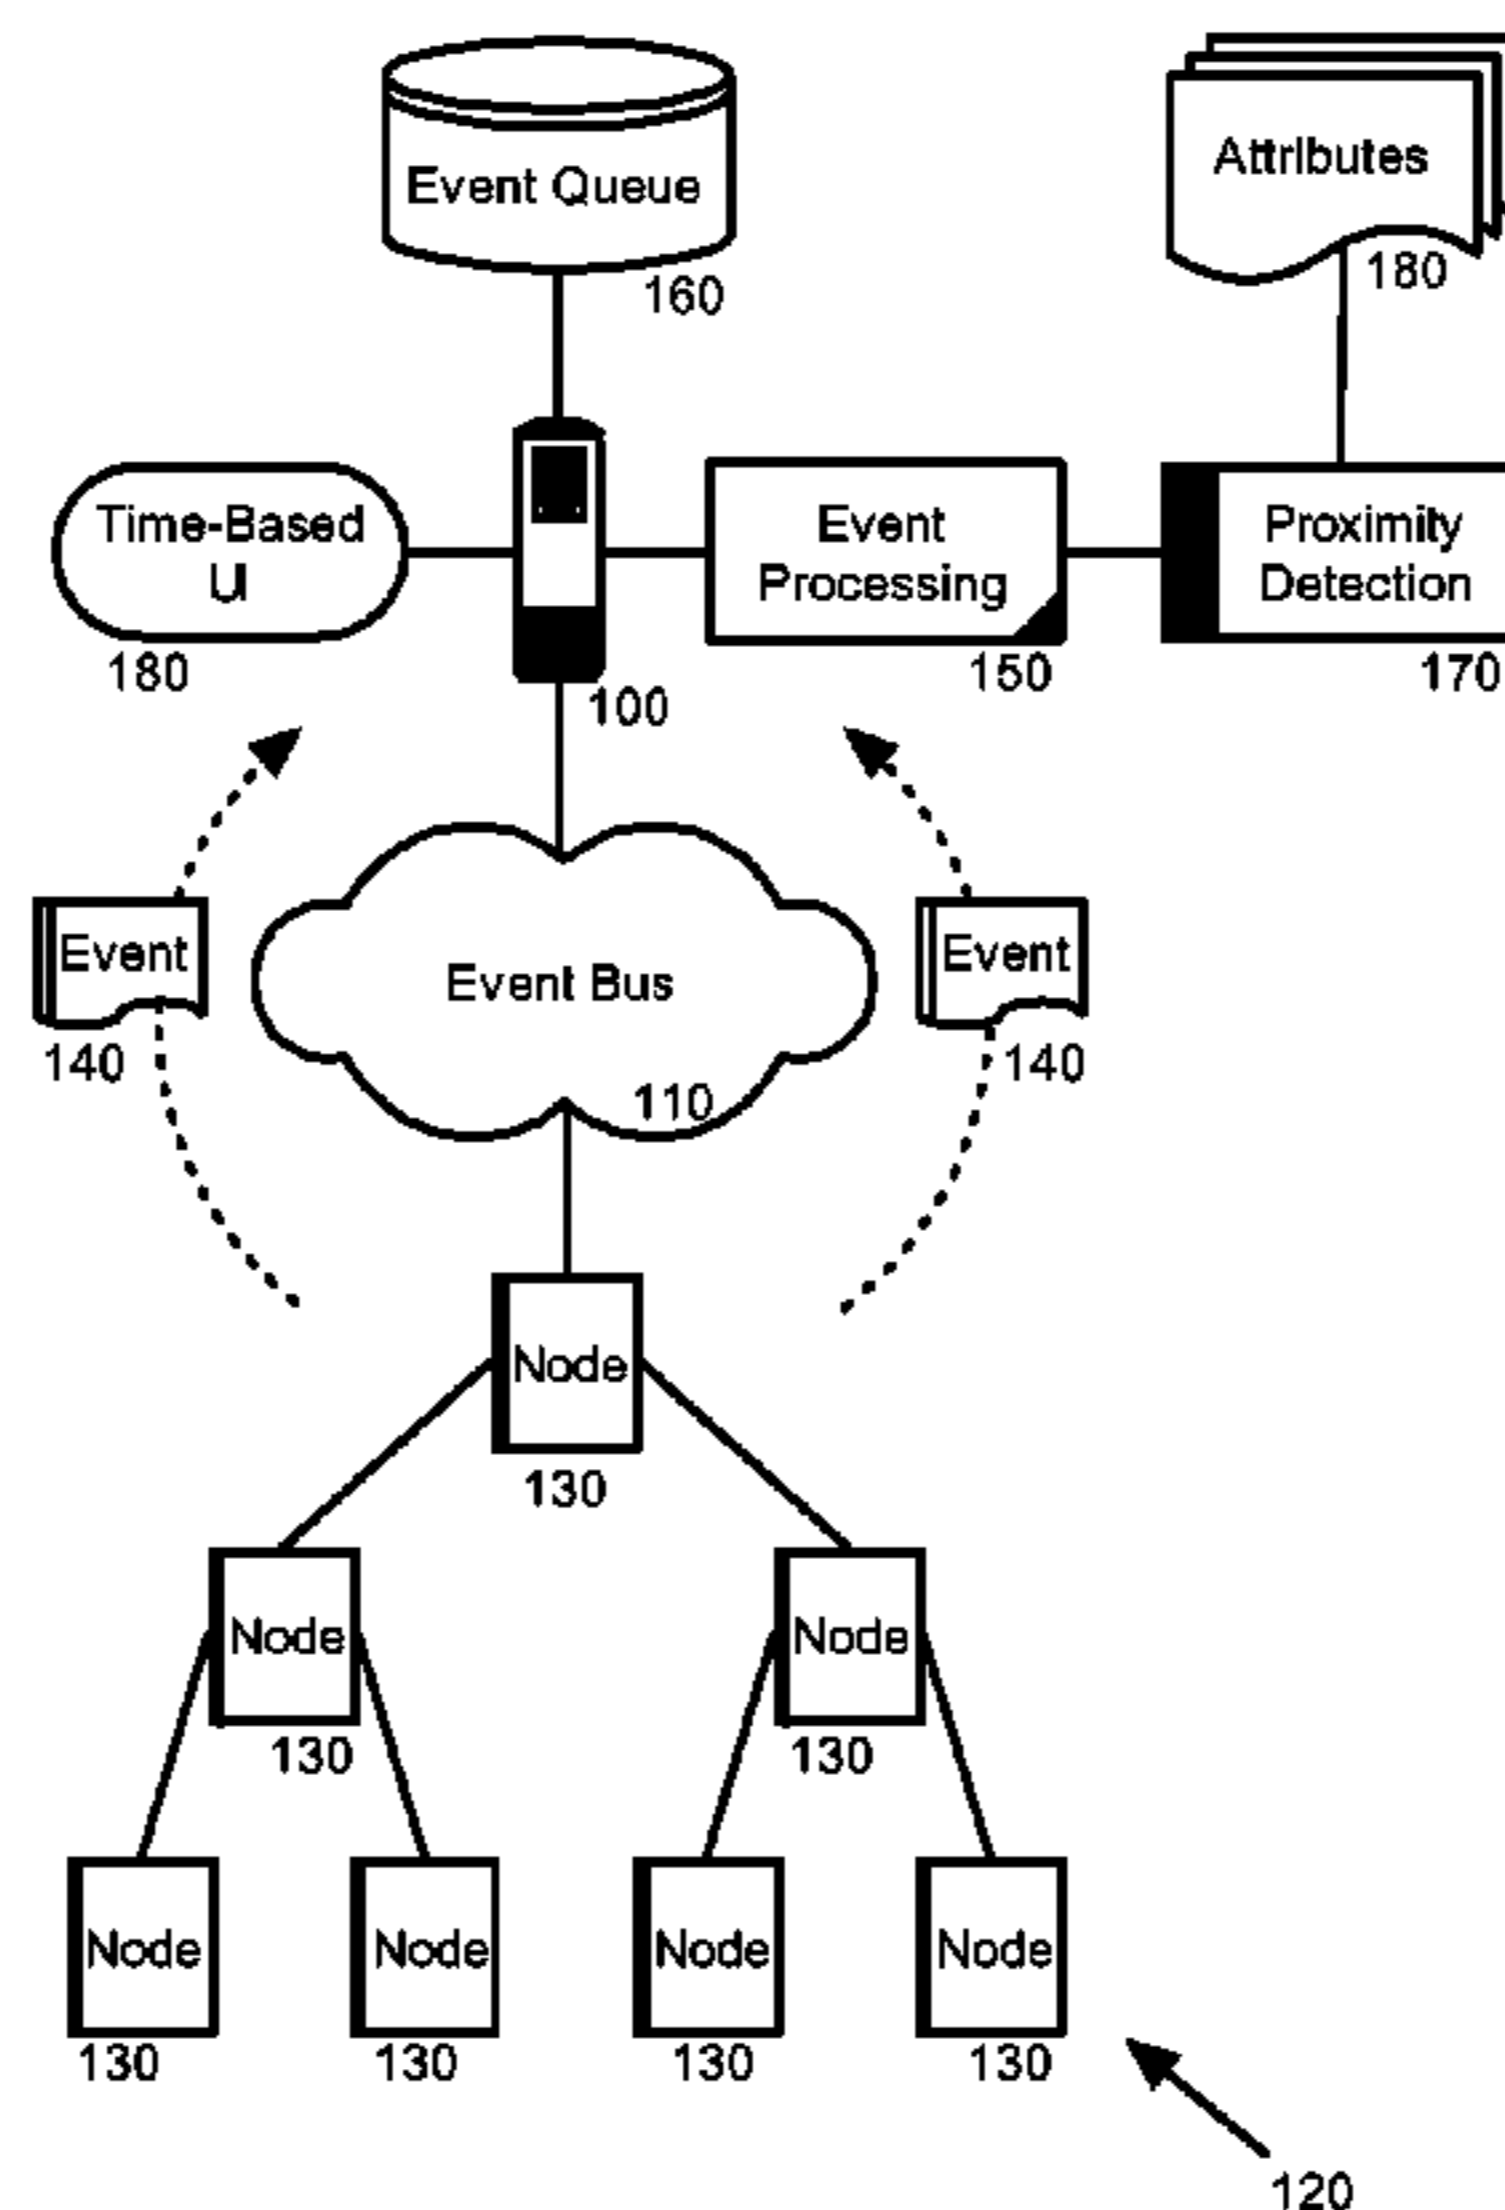 Event Queue
160
Attributes
180
Time-Based
UI
180
100
Event
Processing
150
Proximity
Detection
170
Event
140
Event Bus
110
Event
140
Node
130
Node
130
Node
130
Node
130
Node
130
Node
130
Node
130
120